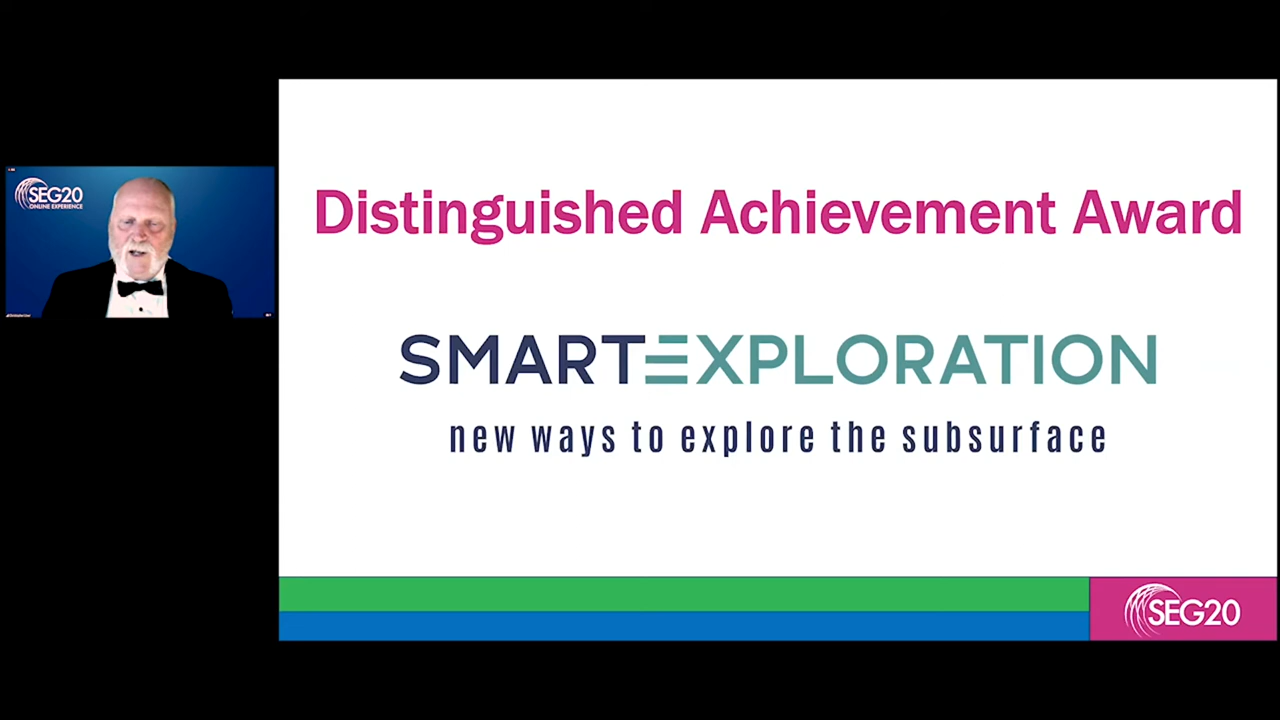 SEG20
ONLINE EXPERIENCE
Distinguished Achievement Award
SMARTEXPLORATION
new ways to explore the subsurface
SEG20